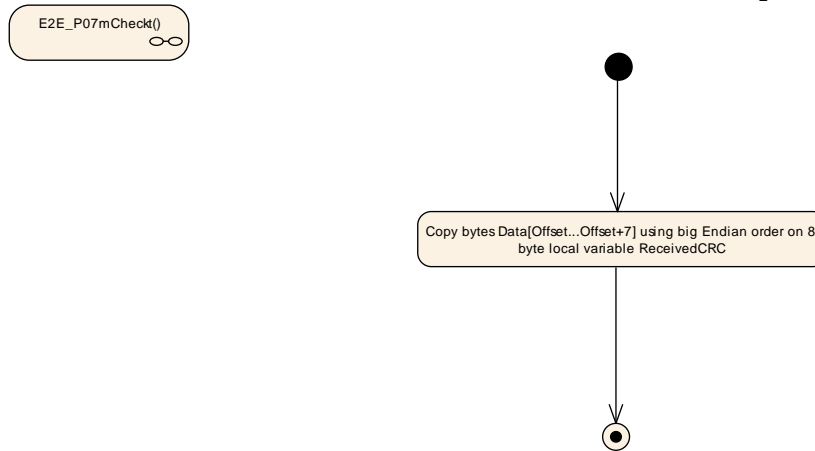 E2E_P07mCheckt()
Copy bytes Data[Offset...Offset+7] using big Endian order on 8
byte local variable ReceivedCRC